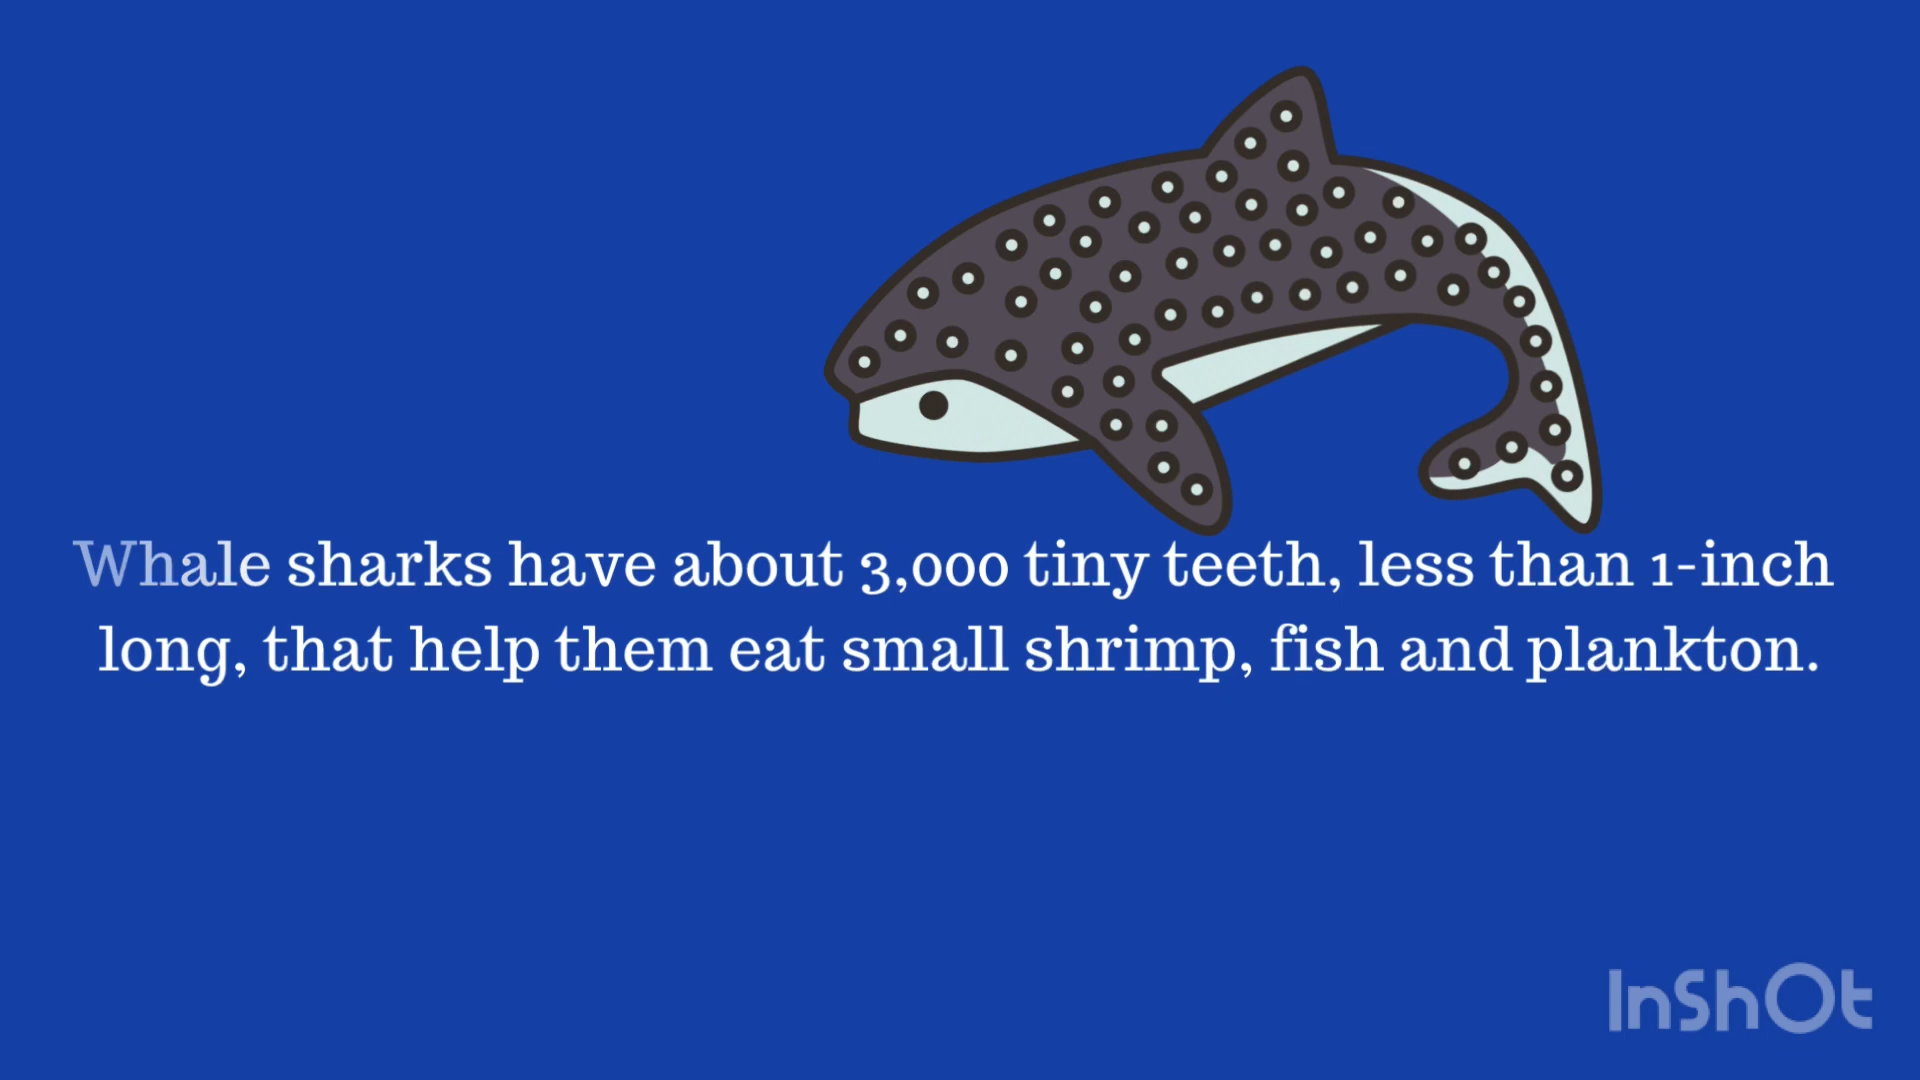 Whale sharks have about 3,000 tiny teeth, less than 1-inch
long, that help them eat small shrimp, fish and plankton.
InShOt